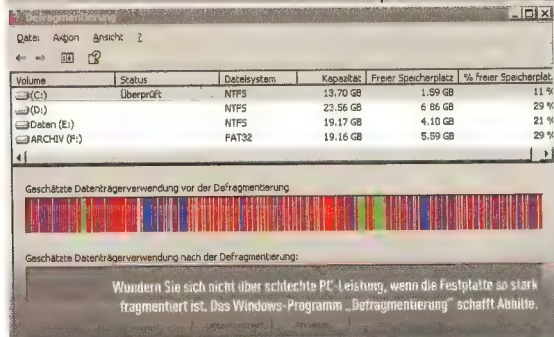 Defragmentierung
Datei Aktion Ansicht ?
Volume Status Dateisystem Kapazität Freier Speicherplatz % freier Speicherplat
(C:) Überprüft NTFS 13.70 GB 1.59 GB 11 %
(D:) NTFS 23.56 GB 6 86 GB 29 %
Daten (E:) NTFS 19.17 GB 4.10 GB 21 %
ARCHIV (F:) FAT32 19.16 GB 5.59 GB 29 %
Geschätzte Datenträgerverwendung vor der Defragmentierung
Geschätzte Datenträgerverwendung nach der Defragmentierung:
Wundern Sie sich nicht über schlechte PC-Leistung, wenn die Festplatte so stark
fragmentiert ist. Das Windows-Programm „Defragmentierung" schafft Abhilfe.